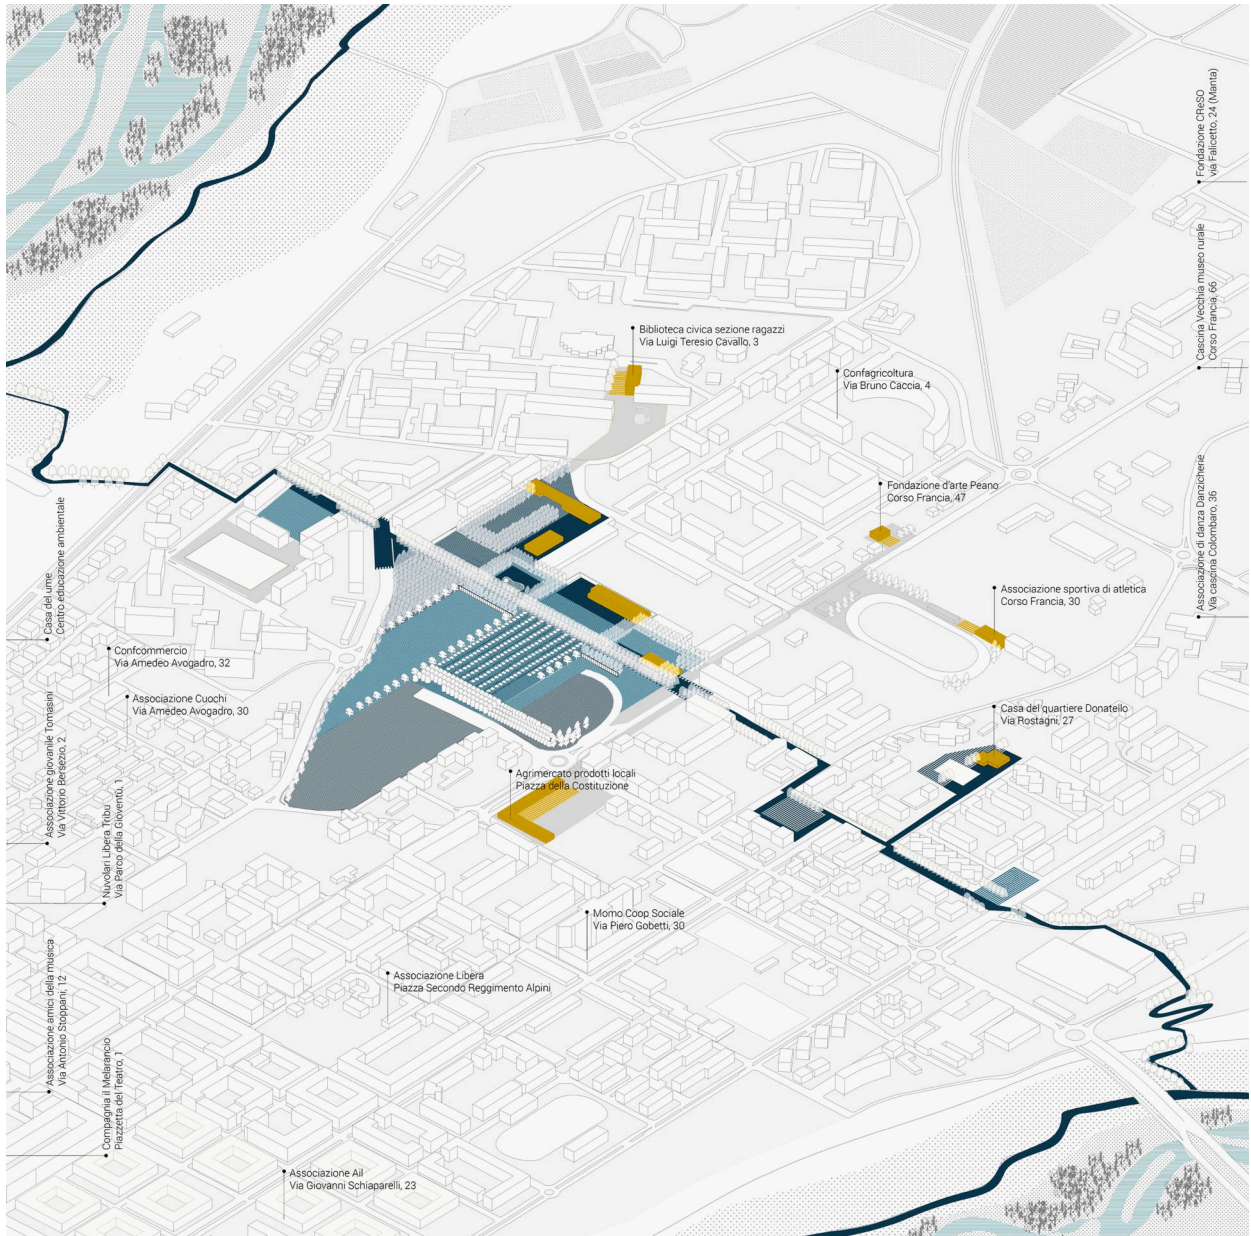 Fondazione CReSO
via Falicetto, 24 (Manta)
Cascina Vecchia museo rurale
Corso Francia, 66
Biblioteca civica sezione ragazzi
Via Luigi Teresio Cavallo, 3
Confagricoltura
Via Bruno Caccia, 4
Fondazione d'arte Peano
Corso Francia, 47
Associazione di danza Danzicherie
Via cascina Colombaro, 36
Casa del ume
Centro educazione ambientale
Associazione sportiva di atletica
Corso Francia, 30
Confcommercio
Via Amedeo Avogadro, 32
Associazione Cuochi
Via Amedeo Avogadro, 30
Casa del quartiere Donatello
Via Rostagni, 27
Associazione giovanile Tomasini
Via Vittorio Bersezio, 2
Agrimercato prodotti locali
Piazza della Costituzione
Nuvolari Libera Tribu
Via Parco della Gioventù, 1
Momo Coop Sociale
Via Piero Gobetti, 30
Associazione Libera
Piazza Secondo Reggimento Alpini
Associazione amici della musica
Via Antonio Stoppani, 12
Compagnia il Melarancio
Piazzetta del Teatro, 1
Associazione Ail
Via Giovanni Schiaparelli, 23